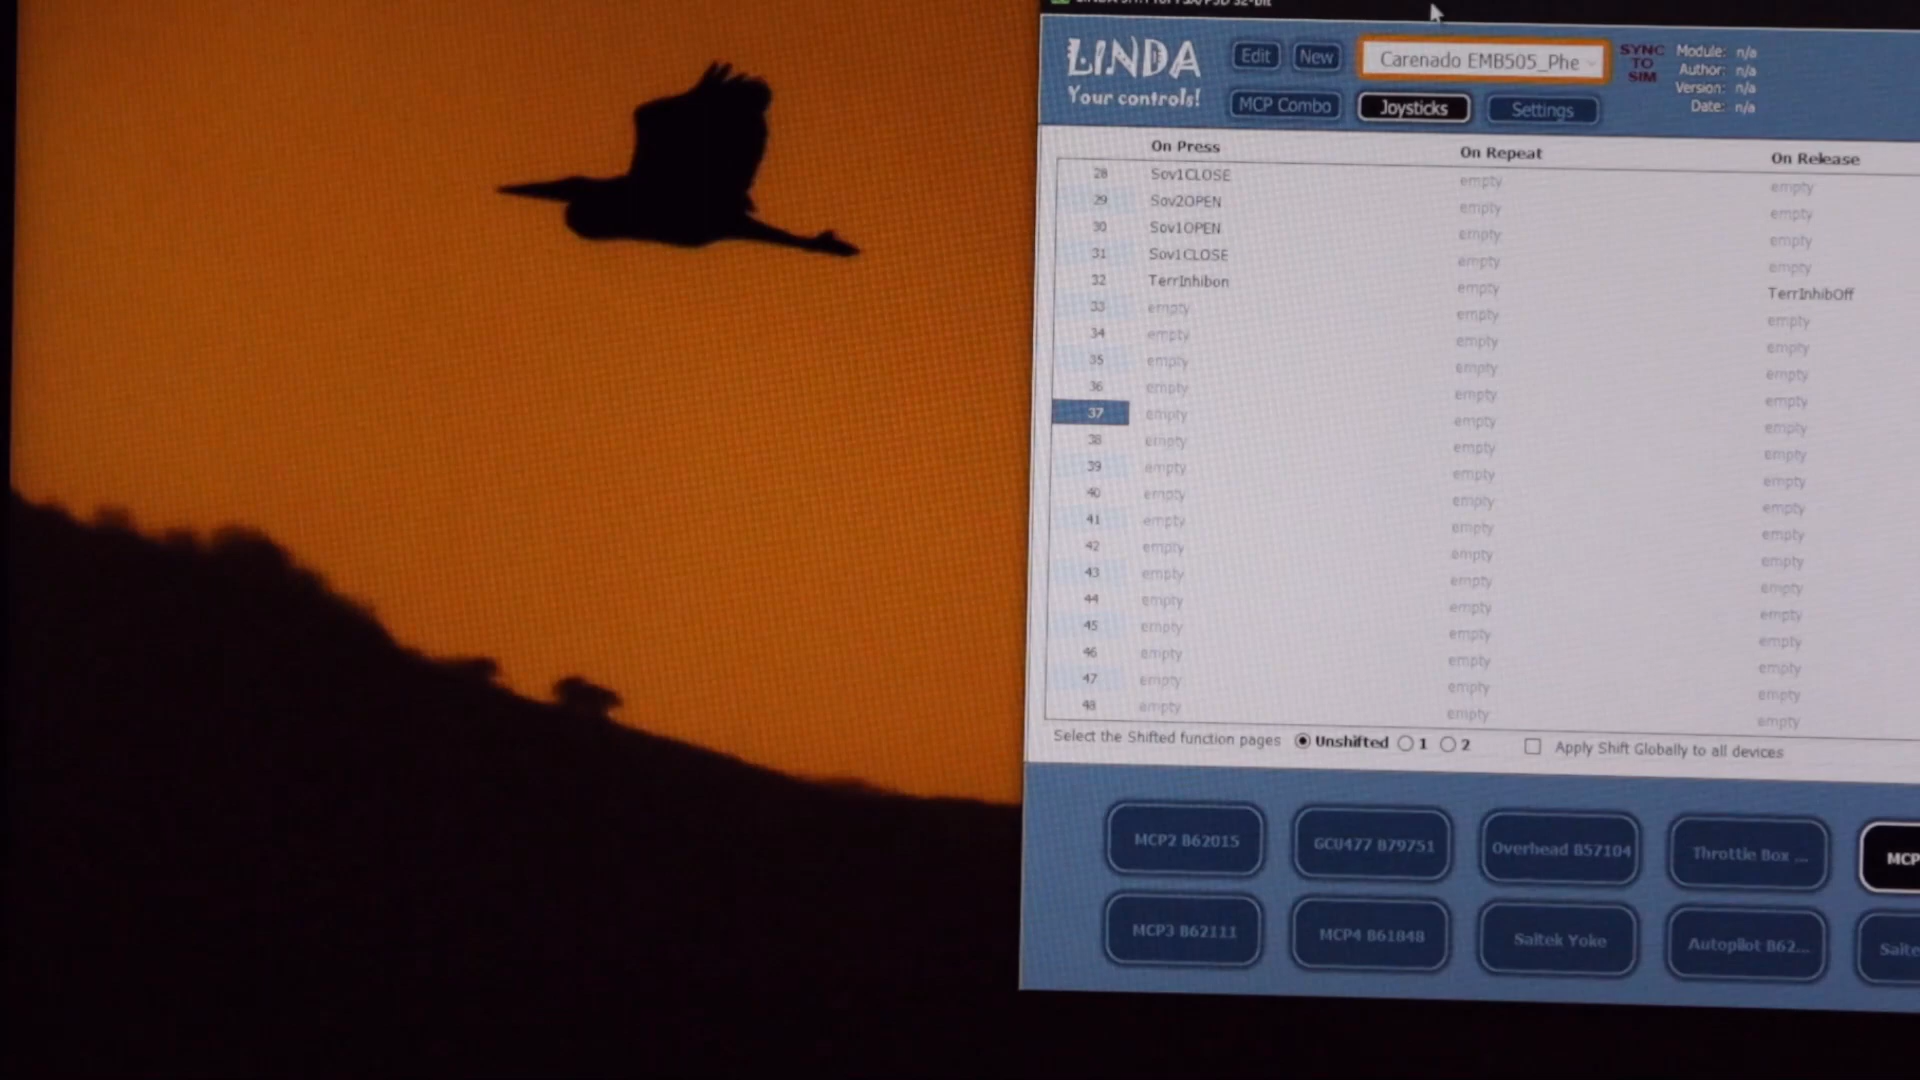 LINDA
Your controls!
Edit New Carenado EMB505_Phe
SYNC TO SIM
Module: n/a
Author: n/a
Version: n/a
Date: n/a
MCP Combo Joysticks Settings
On Press On Repeat On Release
28 Sov1CLOSE empty empty
29 Sov2OPEN empty empty
30 Sov1OPEN empty empty
31 Sov1CLOSE empty empty
32 TerrInhibon empty TerrInhibOff
33 empty empty empty
34 empty empty empty
35 empty empty empty
36 empty empty empty
37 empty empty empty
38 empty empty empty
39 empty empty empty
40 empty empty empty
41 empty empty empty
42 empty empty empty
43 empty empty empty
44 empty empty empty
45 empty empty empty
46 empty empty empty
47 empty empty empty
48 empty empty empty
Select the Shifted function pages Unshifted 1 2 Apply Shift Globally to all devices
MCP2 B62015 GCU477 B79751 Overhead B57104 Throttle Box ... MCP
MCP3 B62111 MCP4 B61848 Saitek Yoke Autopilot B62... Saite